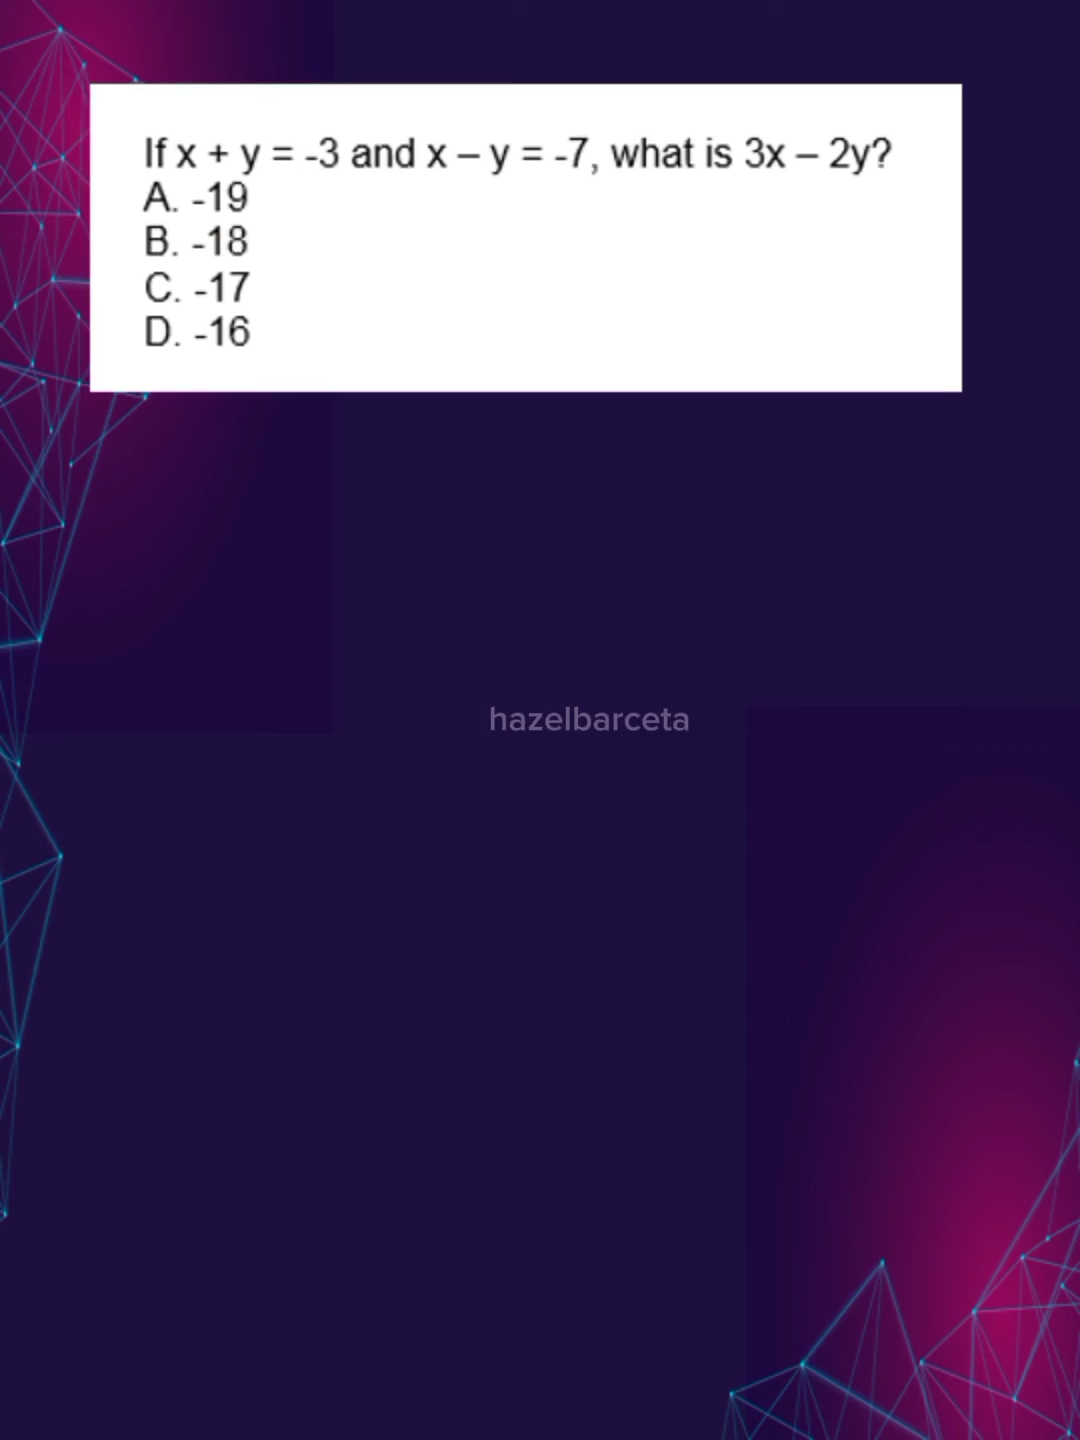 If x + y = -3 and x – y = -7, what is 3x – 2y?
A. -19
B. -18
C. -17
D. -16
hazelbarceta